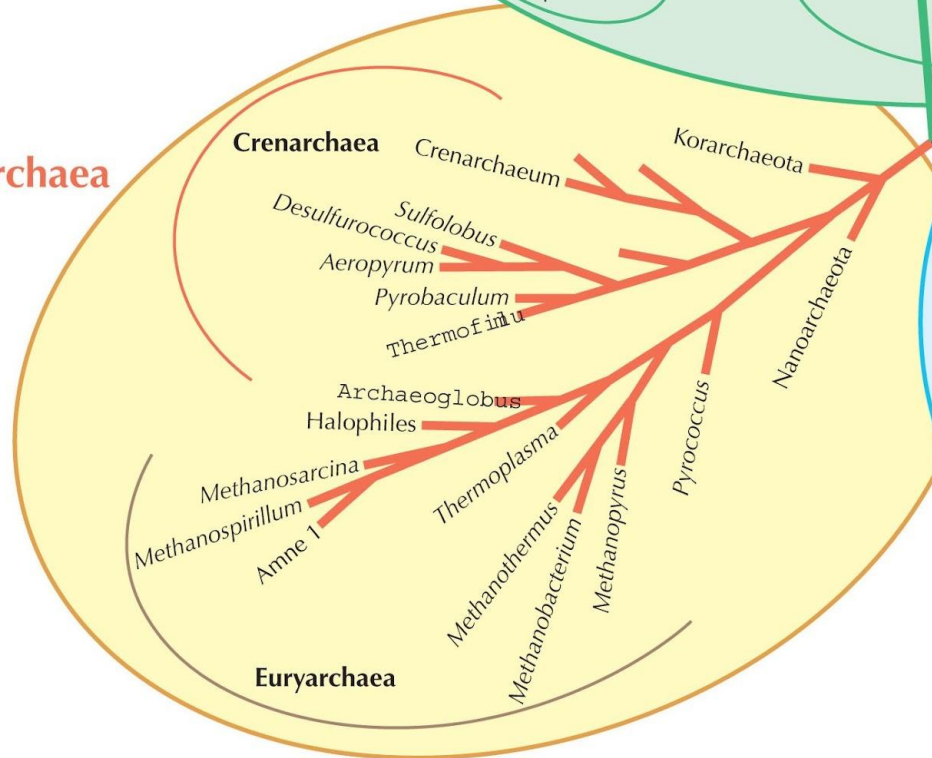 rchaea
Crenarchaea
Crenarchaeum
Korarchaeota
Desulfurococcus
Sulfolobus
Aeropyrum
Pyrobaculum
Nanoarchaeota
Archaeoglobus
Halophiles
Methanosarcina
Methanospirillum
Amne 1
Thermoplasma
Methanothermus
Methanobacterium
Methanopyrus
Pyrococcus
Euryarchaea